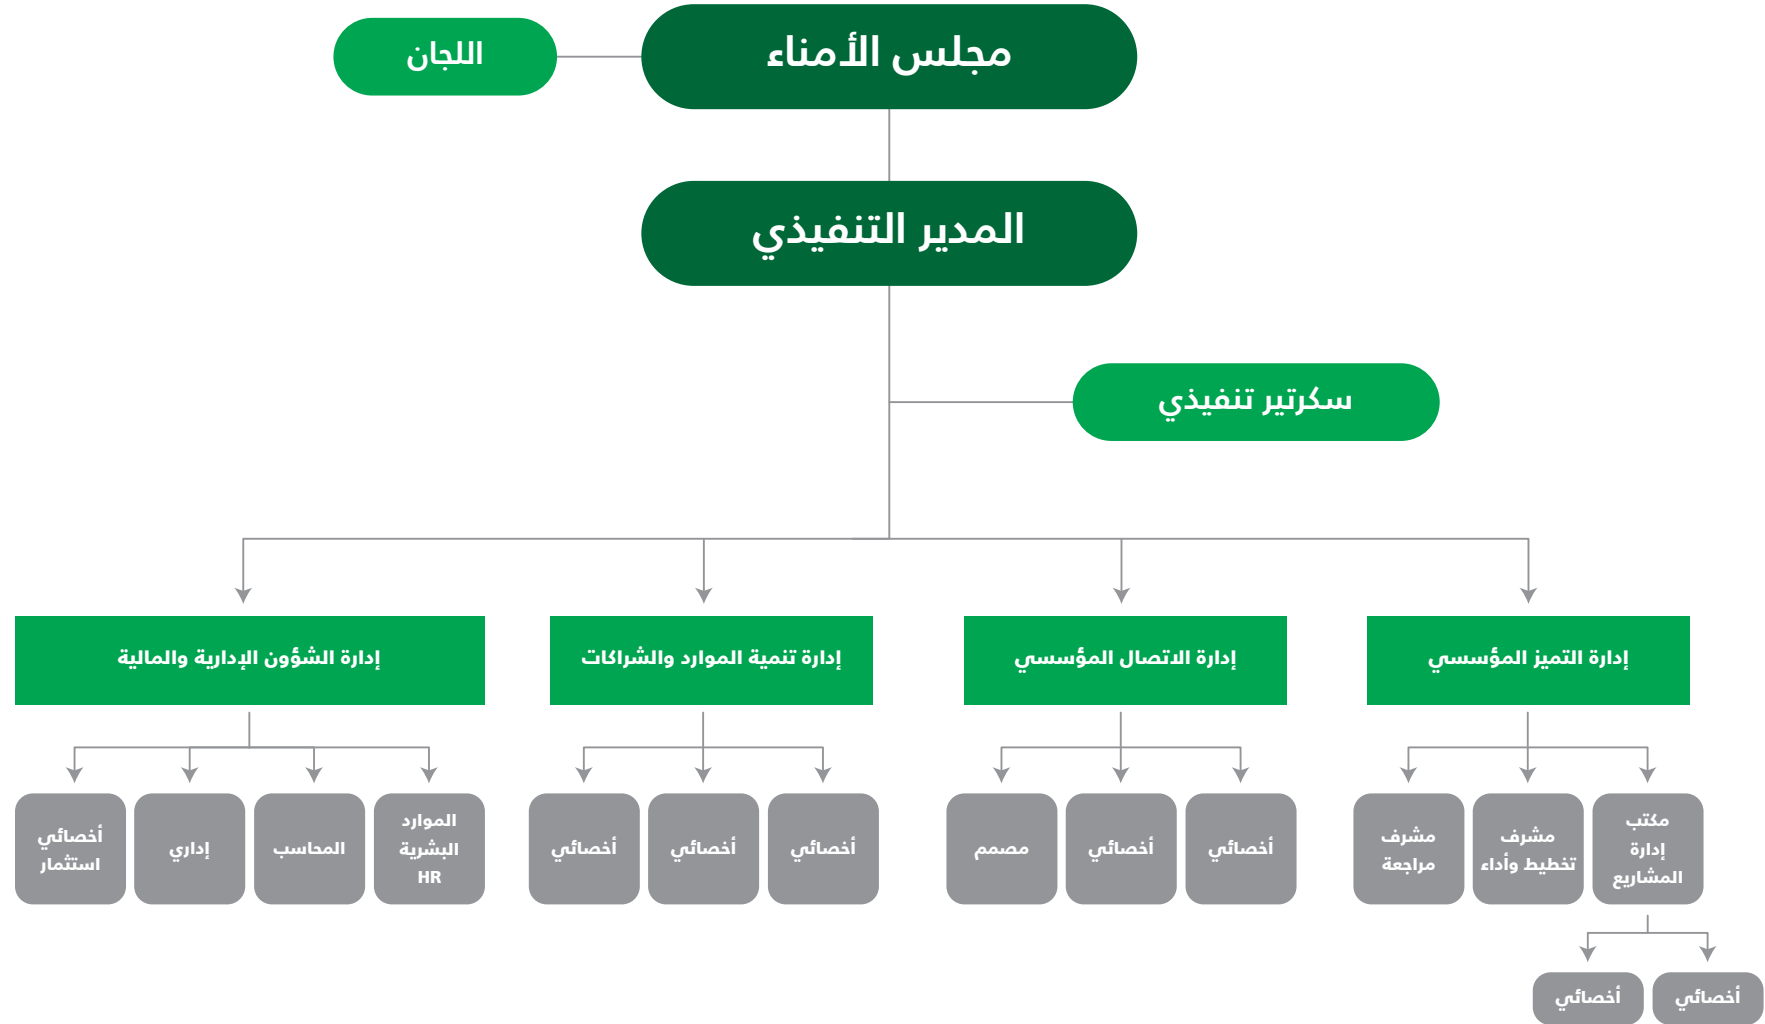 مجلس الأمناء
اللجان
المدير التنفيذي
سكرتير تنفيذي
إدارة التميز المؤسسي
إدارة الاتصال المؤسسي
إدارة تنمية الموارد والشراكات
إدارة الشؤون الإدارية والمالية
مكتب
إدارة
المشاريع
مشرف
تخطيط وأداء
مشرف
مراجعة
أخصائي
أخصائي
مصمم
أخصائي
أخصائي
أخصائي
الموارد
البشرية
HR
المحاسب
إداري
أخصائي
استثمار
أخصائي
أخصائي